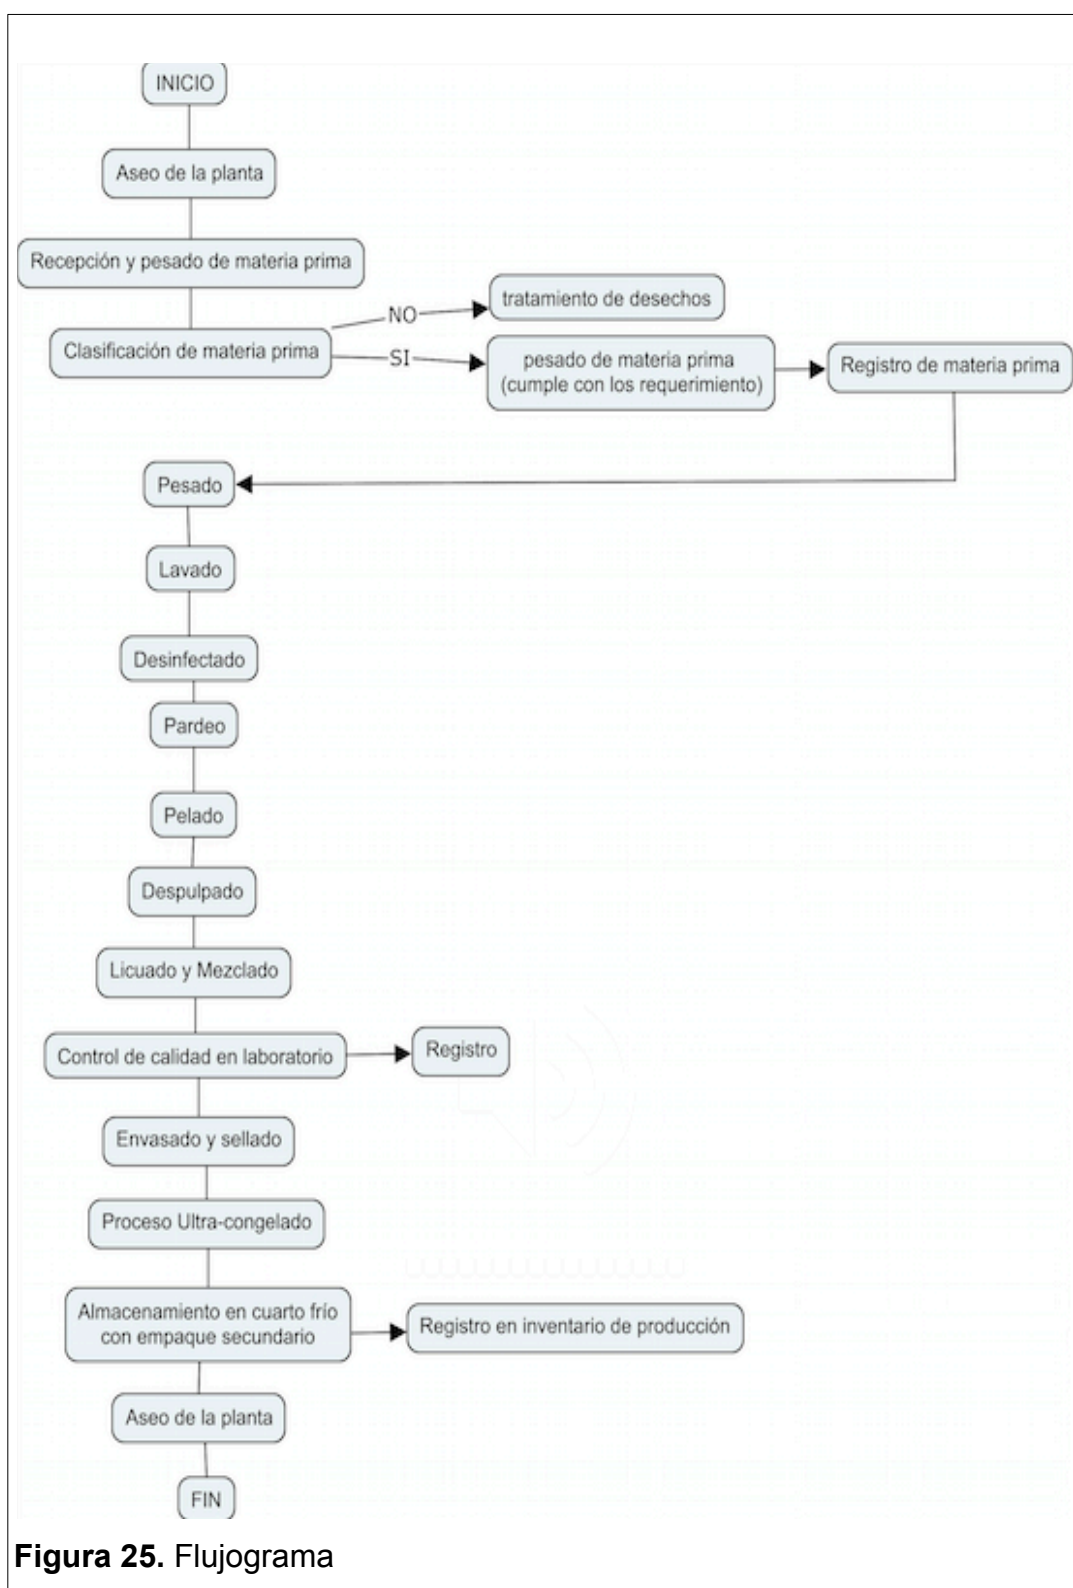 INICIO
Aseo de la planta
Recepción y pesado de materia prima
tratamiento de desechos
NO
Clasificación de materia prima
SI
pesado de materia prima
(cumple con los requerimiento)
Registro de materia prima
Pesado
Lavado
Desinfectado
Pardeo
Pelado
Despulpado
Licuado y Mezclado
Control de calidad en laboratorio
Registro
Envasado y sellado
Proceso Ultra-congelado
Almacenamiento en cuarto frío
con empaque secundario
Registro en inventario de producción
Aseo de la planta
FIN
Figura 25. Flujograma